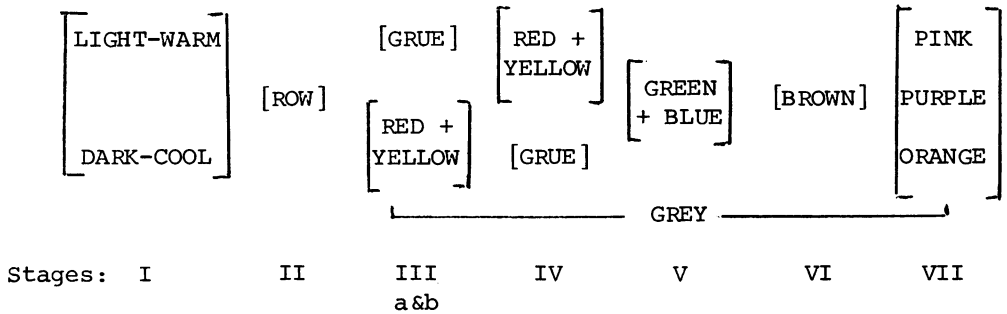 LIGHT-WARM [GRUE] RED + PINK
YELLOW
[ROW] GREEN [BROWN] PURPLE
+ BLUE
RED +
DARK-COOL YELLOW [GRUE] ORANGE
GREY
Stages: I II III IV V VI VII
a&b